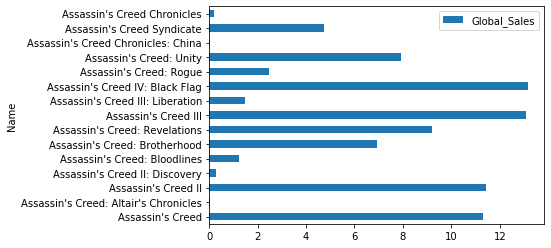 Assassin's Creed Chronicles
Assassin's Creed Syndicate
Assassin's Creed Chronicles: China
Assassin's Creed: Unity
Assassin's Creed: Rogue
Assassin's Creed IV: Black Flag
Assassin's Creed III: Liberation
Assassin's Creed III
Assassin's Creed: Revelations
Assassin's Creed: Brotherhood
Assassin's Creed: Bloodlines
Assassin's Creed II: Discovery
Assassin's Creed II
Assassin's Creed: Altair's Chronicles
Assassin's Creed
Name
Global_Sales
0 2 4 6 8 10 12